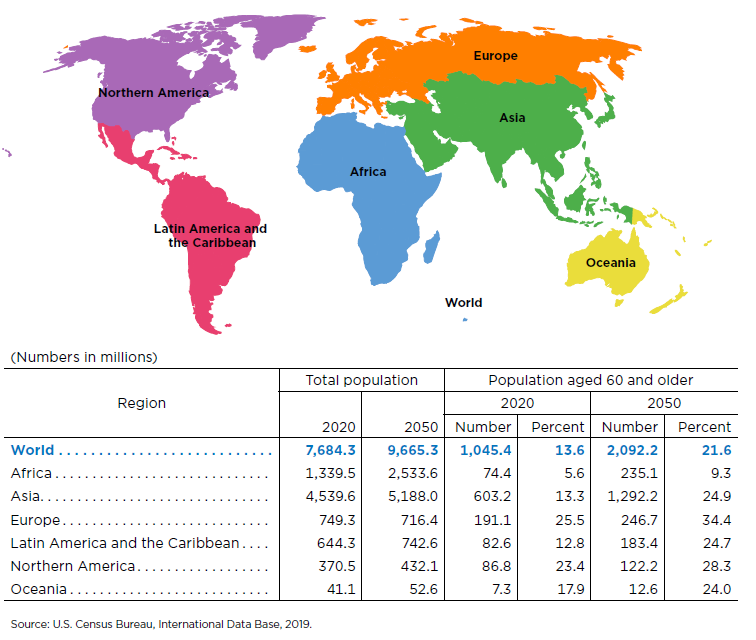 Europe
Northern America
Asia
Africa
Latin America and
the Caribbean
Oceania
World
(Numbers in millions)
Region Total population Population aged 60 and older
2020 2050
2020 2050 Number Percent Number Percent
World . . . . . . . . . . . . . . . . . . . . . . . . . . . 7,684.3 9,665.3 1,045.4 13.6 2,092.2 21.6
Africa . . . . . . . . . . . . . . . . . . . . . . . . . . . 1,339.5 2,533.6 74.4 5.6 235.1 9.3
Asia. . . . . . . . . . . . . . . . . . . . . . . . . . . . . 4,539.6 5,188.0 603.2 13.3 1,292.2 24.9
Europe . . . . . . . . . . . . . . . . . . . . . . . . . . 749.3 716.4 191.1 25.5 246.7 34.4
Latin America and the Caribbean . . . . 644.3 742.6 82.6 12.8 183.4 24.7
Northern America. . . . . . . . . . . . . . . . . 370.5 432.1 86.8 23.4 122.2 28.3
Oceania . . . . . . . . . . . . . . . . . . . . . . . . . 41.1 52.6 7.3 17.9 12.6 24.0
Source: U.S. Census Bureau, International Data Base, 2019.